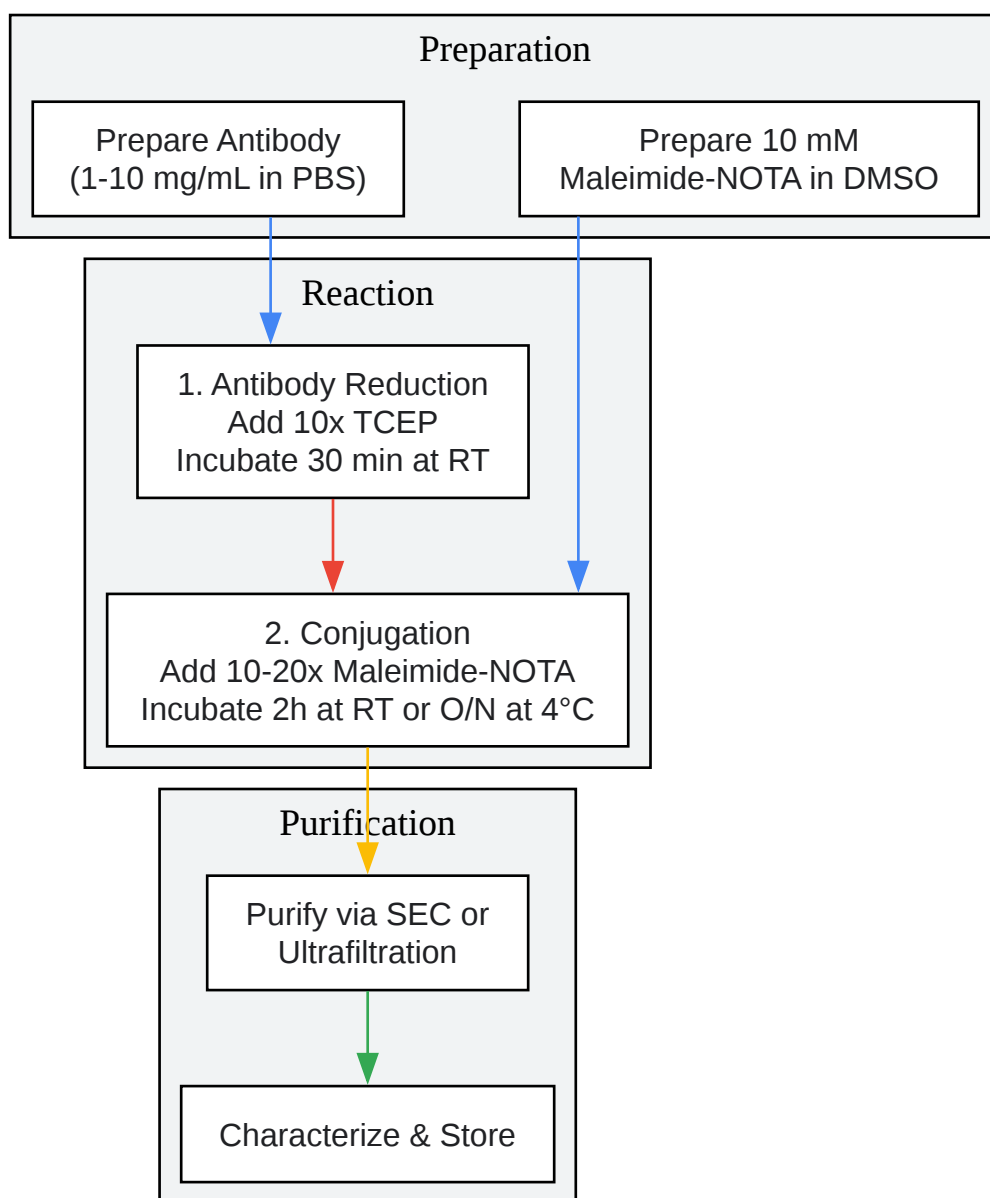 Preparation
Prepare Antibody
(1-10 mg/mL in PBS)
Prepare 10 mM
Maleimide-NOTA in DMSO
Reaction
1. Antibody Reduction
Add 10x TCEP
Incubate 30 min at RT
2. Conjugation
Add 10-20x Maleimide-NOTA
Incubate 2h at RT or O/N at 4°C
Purification
Purify via SEC or
Ultrafiltration
Characterize & Store